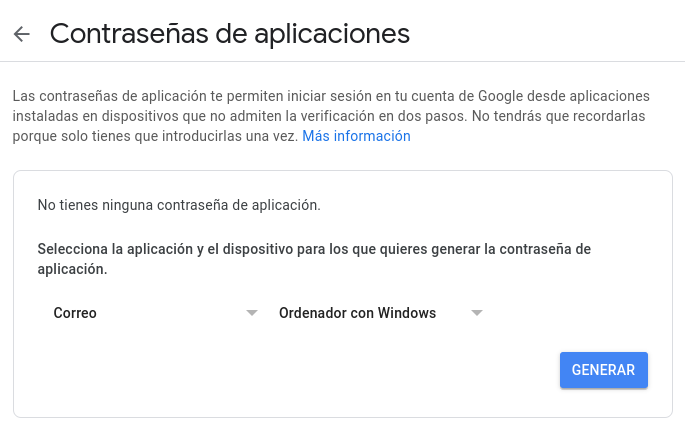 Contraseñas de aplicaciones
Las contraseñas de aplicación te permiten iniciar sesión en tu cuenta de Google desde aplicaciones
instaladas en dispositivos que no admiten la verificación en dos pasos. No tendrás que recordarlas
porque solo tienes que introducirlas una vez. Más información
No tienes ninguna contraseña de aplicación.
Selecciona la aplicación y el dispositivo para los que quieres generar la contraseña de
aplicación.
Correo Ordenador con Windows
GENERAR